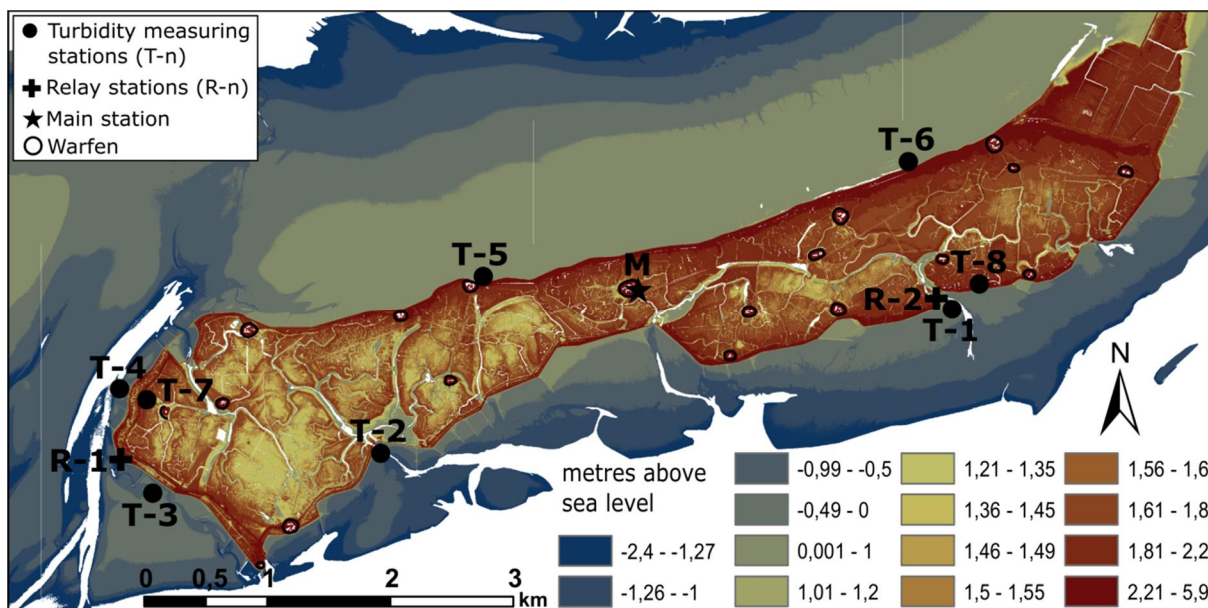 Turbidity measuring
stations (T-n)
Relay stations (R-n)
Main station
Warfen
T-6
T-5
M
T-8
R-2
T-1
T-4
T-7
N
T-2
R-1
T-3
metres above
sea level
-2,4 - -1,27
-1,26 - -1
-0,99 - -0,5
-0,49 - 0
0,001 - 1
1,01 - 1,2
1,21 - 1,35
1,36 - 1,45
1,46 - 1,49
1,5 - 1,55
1,56 - 1,6
1,61 - 1,8
1,81 - 2,2
2,21 - 5,9
0 0,5 1 2 3
km